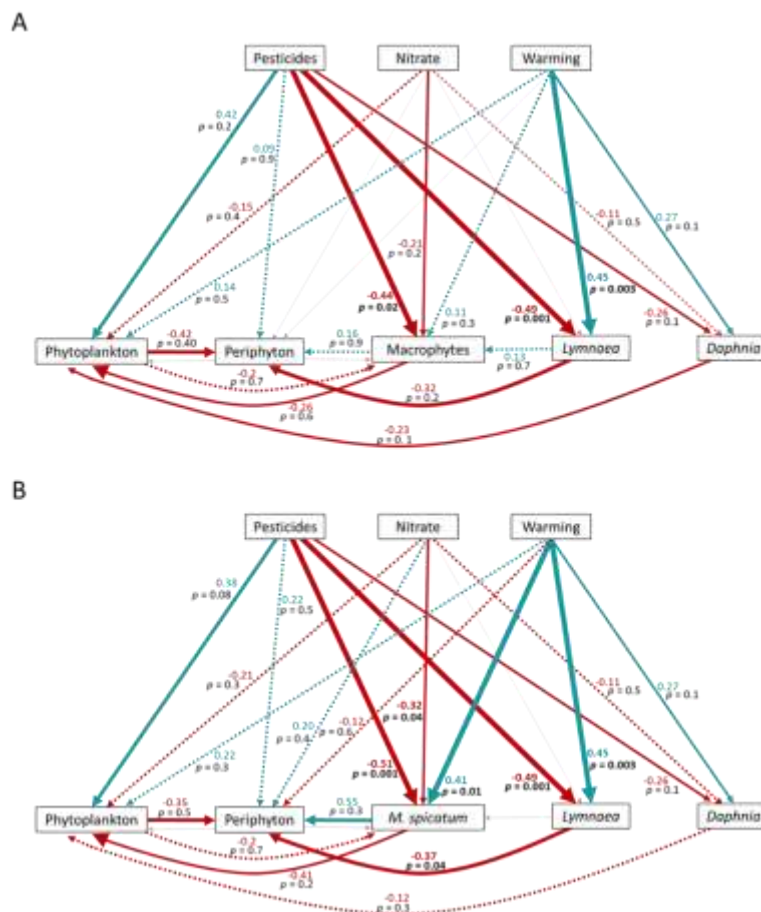 A
Pesticides Nitrate Warming
0.42
p = 0.2
0.09
p = 0.9
-0.15
p = 0.4
0.14
p = 0.5
-0.44
p = 0.02
-0.21
p = 0.2
0.11
p = 0.3
-0.49
p = 0.001
0.45
p = 0.003
-0.11
p = 0.5
0.27
p = 0.1
-0.26
p = 0.1
Phytoplankton Periphyton Macrophytes Lymnaea Daphnia
-0.42
p = 0.40
0.16
p = 0.9
0.13
p = 0.7
-0.2
p = 0.7
-0.26
p = 0.6
-0.32
p = 0.2
-0.23
p = 0.1
B
Pesticides Nitrate Warming
0.38
p = 0.08
0.22
p = 0.5
-0.21
p = 0.3
0.22
p = 0.3
0.20
p = 0.4
-0.12
p = 0.6
-0.32
p = 0.04
-0.51
p = 0.001
0.41
p = 0.01
-0.49
p = 0.001
0.45
p = 0.003
-0.11
p = 0.5
0.27
p = 0.1
-0.26
p = 0.1
Phytoplankton Periphyton M. spicatum Lymnaea Daphnia
-0.35
p = 0.5
0.55
p = 0.3
-0.2
p = 0.7
-0.41
p = 0.2
-0.37
p = 0.04
-0.12
p = 0.3